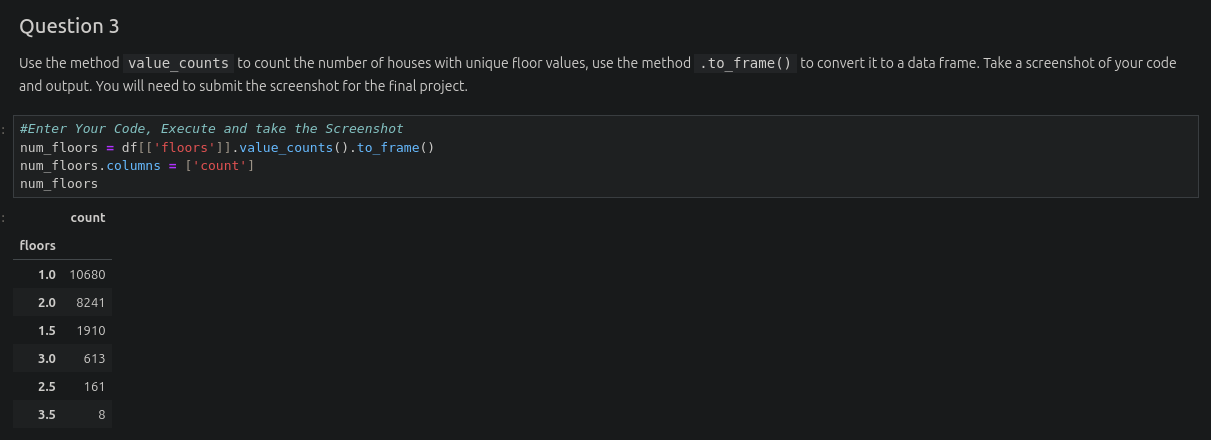 Question 3
Use the method value_counts to count the number of houses with unique floor values, use the method .to_frame() to convert it to a data frame. Take a screenshot of your code
and output. You will need to submit the screenshot for the final project.
:
#Enter Your Code, Execute and take the Screenshot
num_floors = df[['floors']].value_counts().to_frame()
num_floors.columns = ['count']
num_floors
: count
floors
1.0 10680
2.0 8241
1.5 1910
3.0 613
2.5 161
3.5 8